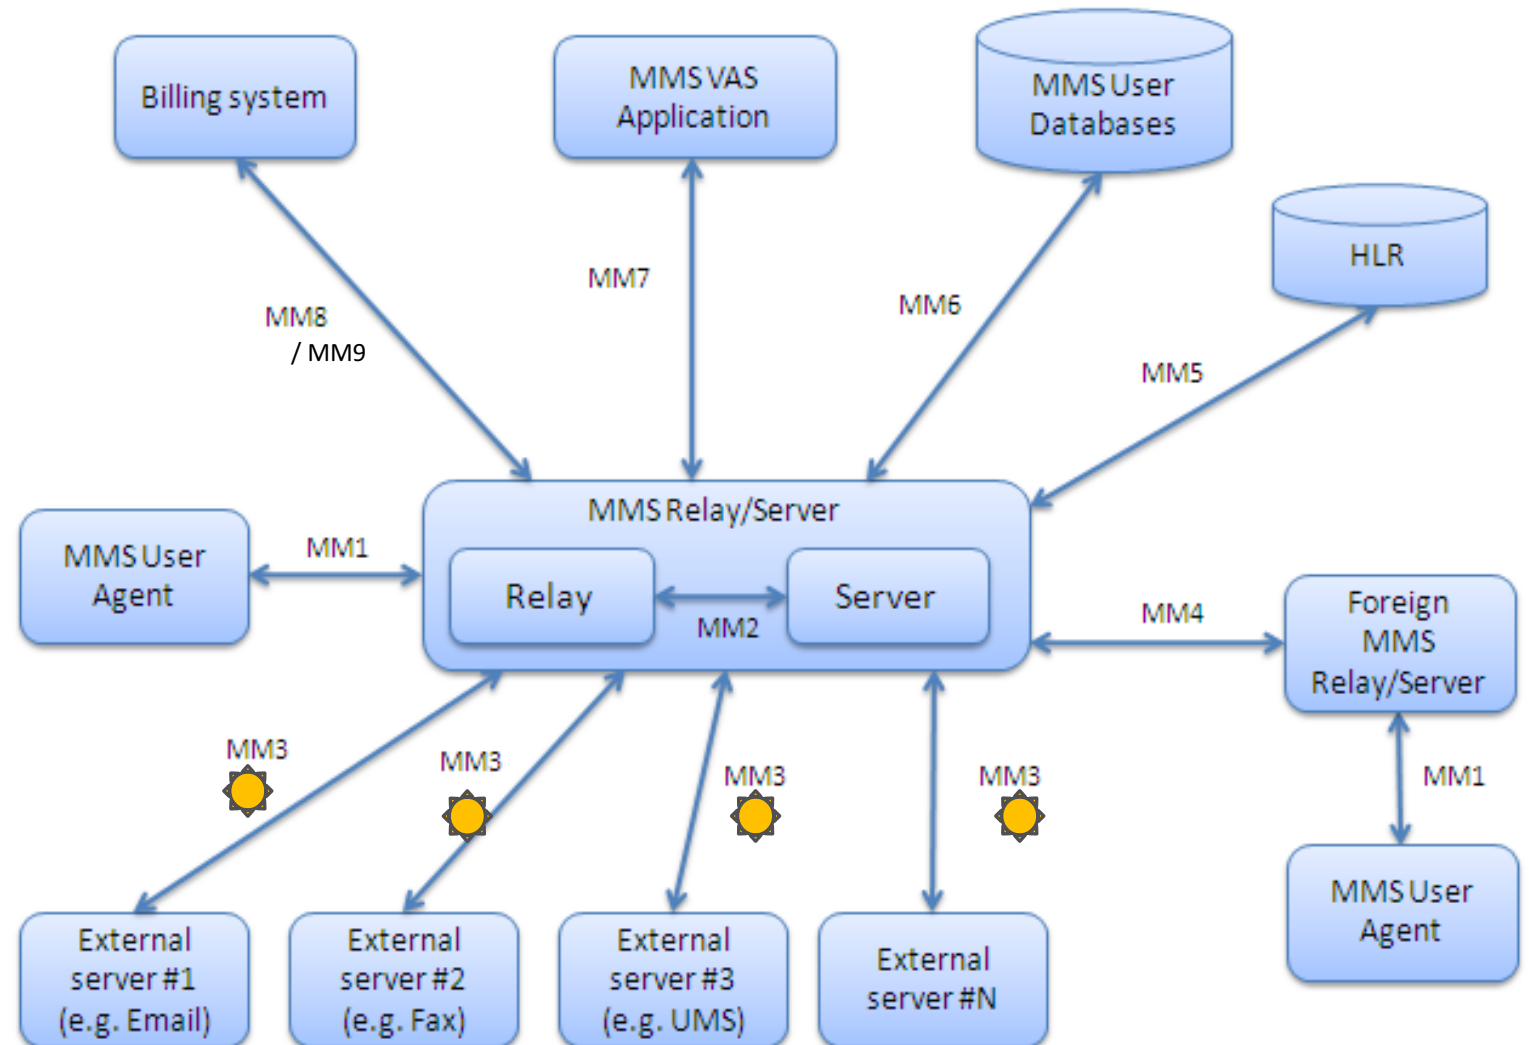 Billing system
MMS VAS
Application
MMS User
Databases
HLR
MM8
/ MM9
MM7
MM6
MM5
MMS User
Agent
MM1
MMS Relay/Server
Relay
MM2
Server
MM4
Foreign
MMS
Relay/Server
MM3
MM3
MM3
MM3
MM1
MMS User
Agent
External
server #1
(e.g. Email)
External
server #2
(e.g. Fax)
External
server #3
(e.g. UMS)
External
server #N